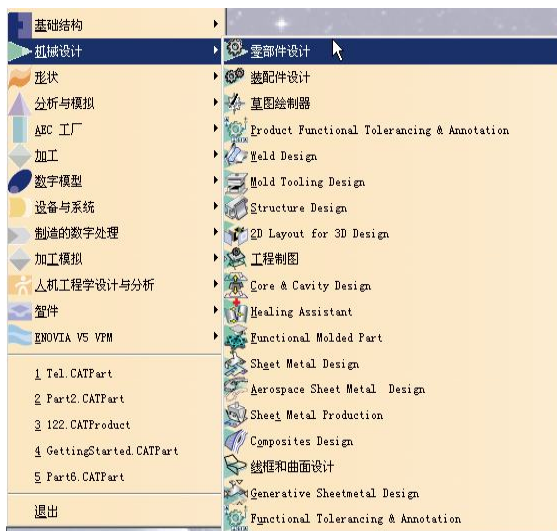 基础结构
机械设计
形状
分析与模拟
AEC 工厂
加工
数字模型
设备与系统
制造的数字处理
加工模拟
人机工程学设计与分析
智件
ENOVIA V5 VPM
1 Tel.CATPart
2 Part2.CATPart
3 122.CATProduct
4 GettingStarted.CATPart
5 Part6.CATPart
退出
零部件设计
装配件设计
草图绘制器
Product Functional Tolerancing & Annotation
Weld Design
Mold Tooling Design
Structure Design
2D Layout for 3D Design
工程制图
Core & Cavity Design
Healing Assistant
Functional Molded Part
Sheet Metal Design
Aerospace Sheet Metal Design
Sheet Metal Production
Composites Design
线框和曲面设计
Generative Sheetmetal Design
Functional Tolerancing & Annotation